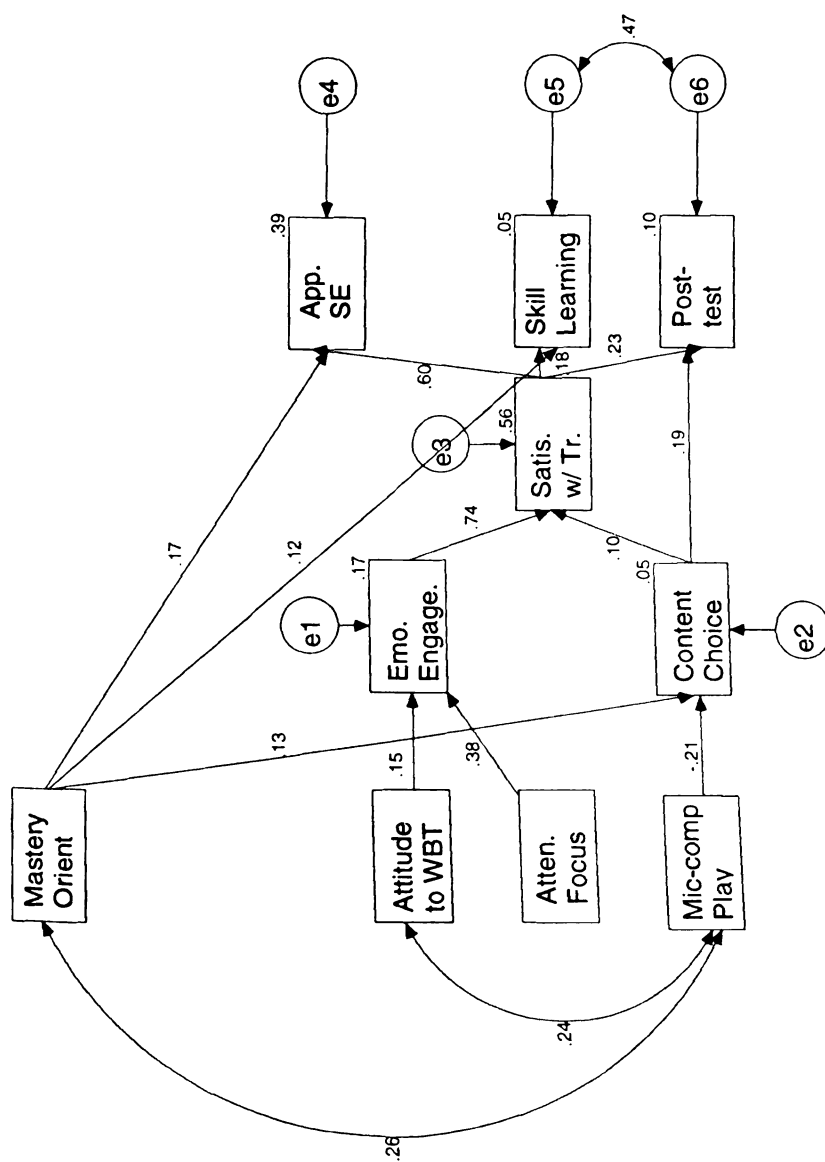 Mastery
Orient
Attitude
to WBT
Atten.
Focus
Mic-comp
Play
.26
.24
.17
.12
.13
.15
.38
-.21
e1
.17
Emo.
Engage.
.05
Content
Choice
e2
.74
.10
e3
.56
Satis.
w/ Tr.
.60
.18
.23
.19
.39
App.
SE
.05
Skill
Learning
.10
Post-
test
e4
e5
e6
.47